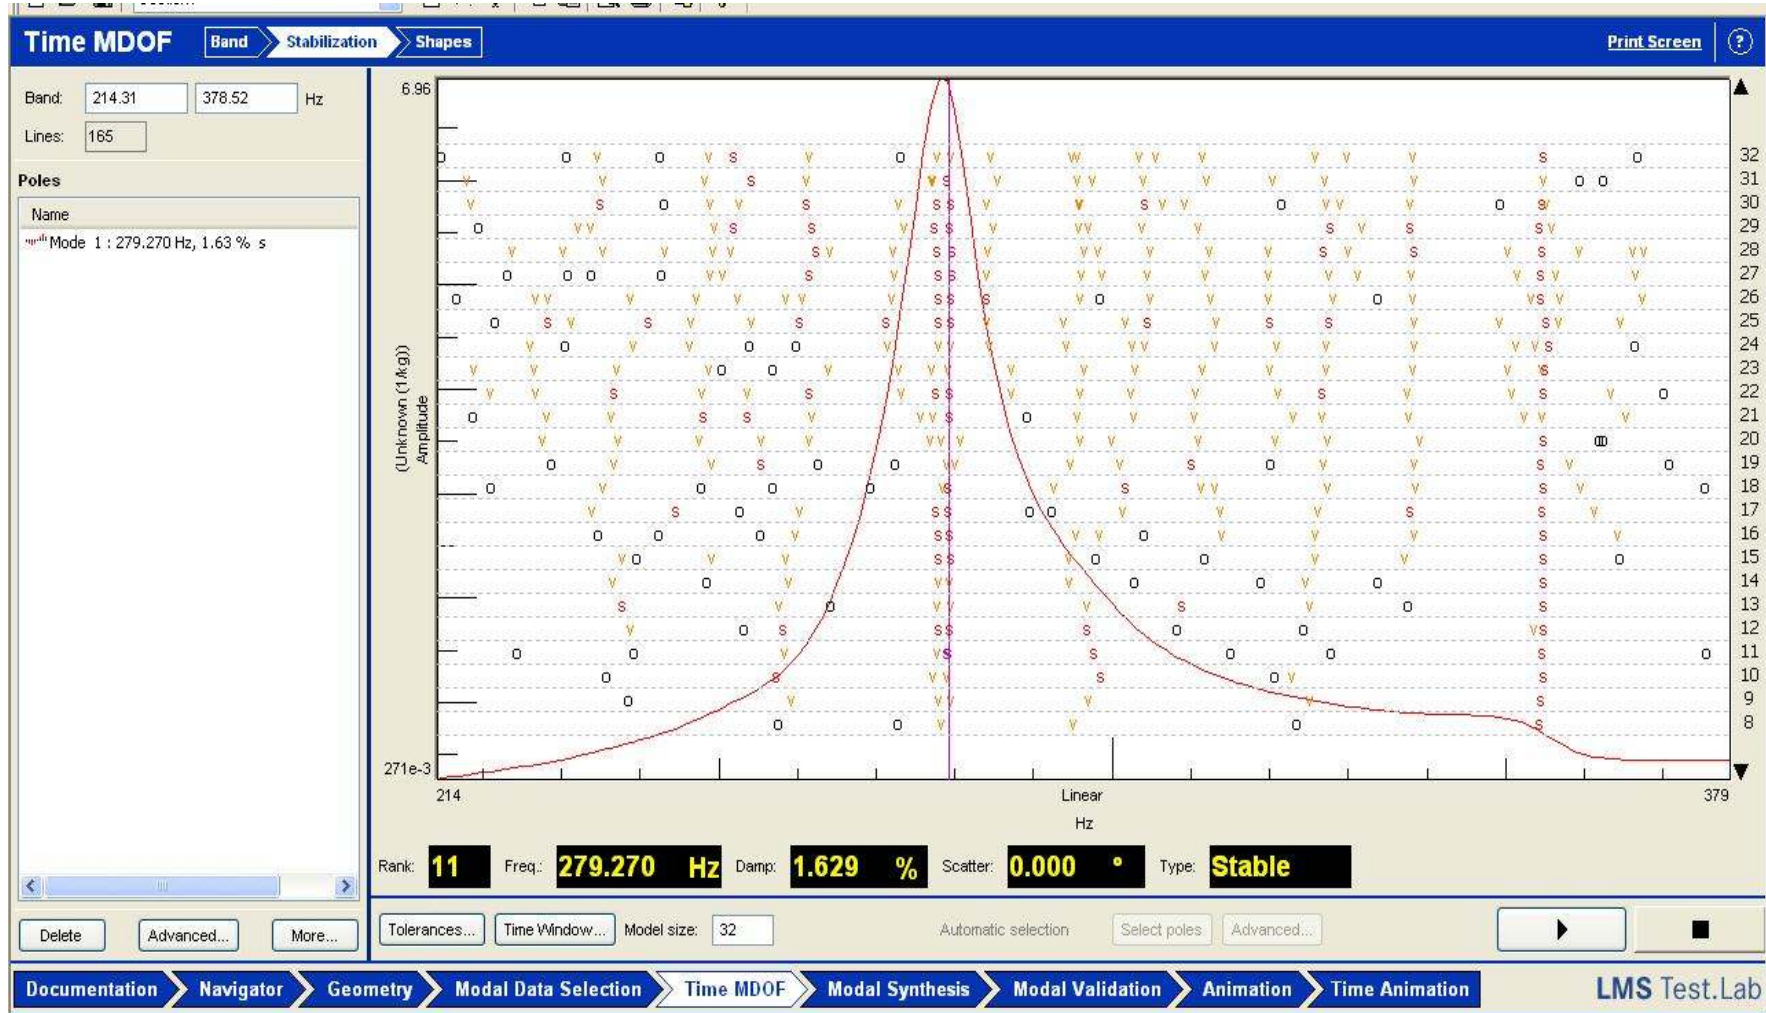 Time MDOF Band Stabilization Shapes Print Screen ?
Band: 214.31 378.52 Hz
Lines: 165
Poles
Name
Mode 1 : 279.270 Hz, 1.63 % s
6.96
(Unknown (1/kg))
Amplitude
271e-3
32
31
30
29
28
27
26
25
24
23
22
21
20
19
18
17
16
15
14
13
12
11
10
9
8
214 Linear 379
Hz
Rank: 11 Freq.: 279.270 Hz Damp: 1.629 % Scatter: 0.000 ° Type: Stable
Delete Advanced... More... Tolerances... Time Window... Model size: 32 Automatic selection Select poles Advanced...
Documentation Navigator Geometry Modal Data Selection Time MDOF Modal Synthesis Modal Validation Animation Time Animation LMS Test.Lab